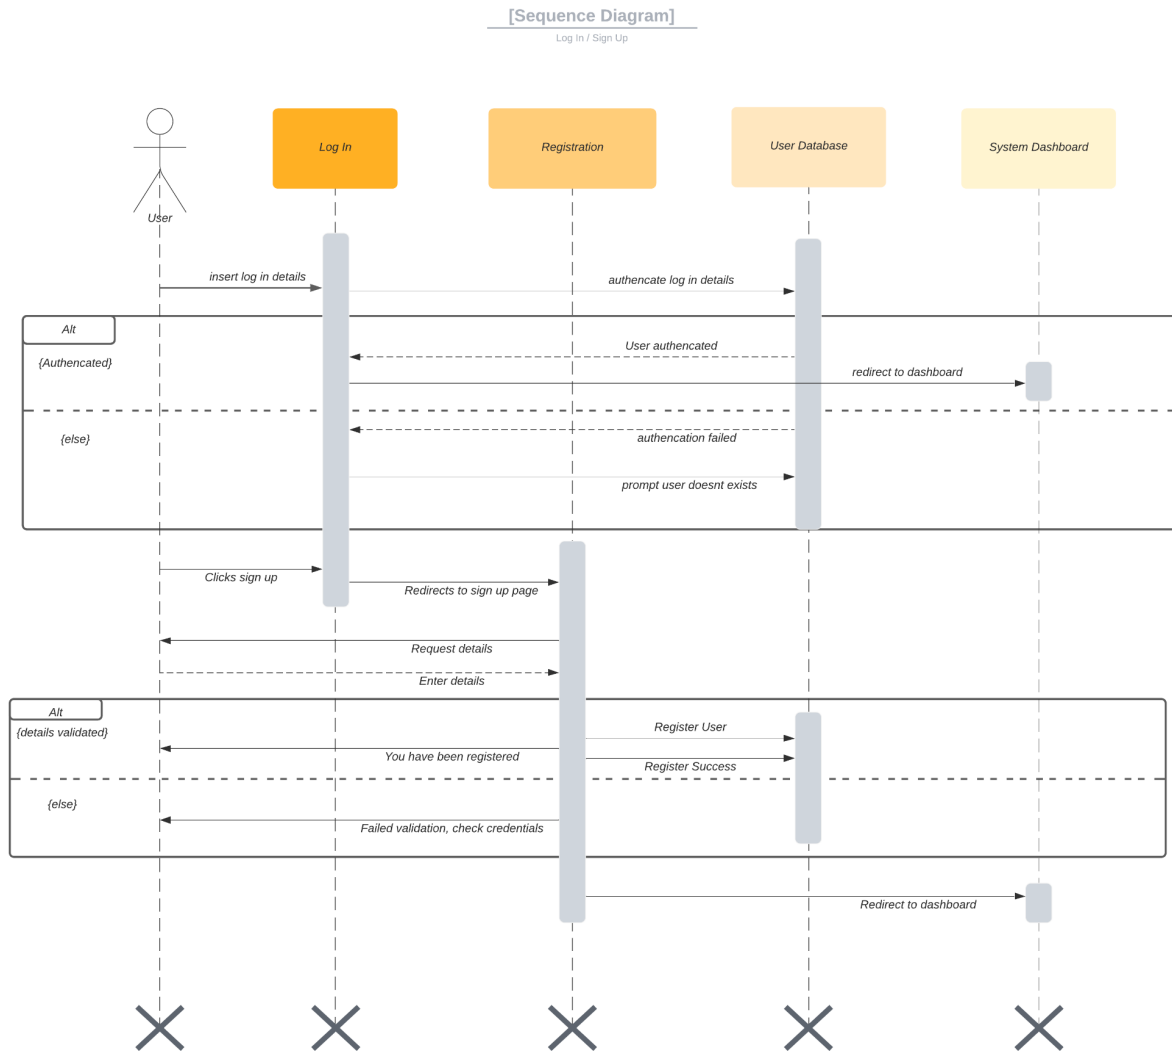 [Sequence Diagram]
Log In / Sign Up
User
Log In
Registration
User Database
System Dashboard
insert log in details
authencate log in details
Alt
{Authencated}
User authencated
redirect to dashboard
{else}
authencation failed
prompt user doesnt exists
Clicks sign up
Redirects to sign up page
Request details
Enter details
Alt
{details validated}
Register User
You have been registered
Register Success
{else}
Failed validation, check credentials
Redirect to dashboard